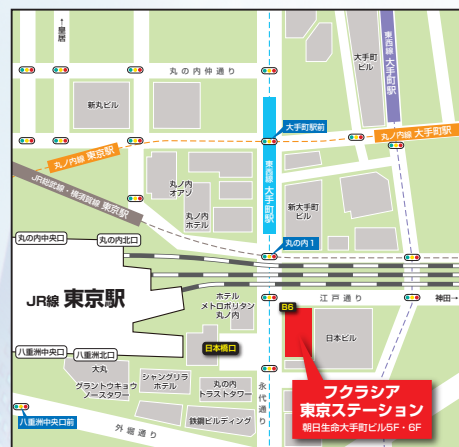 ↑皇居
丸の内仲通り
大手町
ビル
東西線 大手町駅
新丸ビル
大手町駅前
丸ノ内線 東京駅
丸ノ内線 大手町駅
東西線 大手町駅
JR総武線・横須賀線 東京駅
丸ノ内
オアゾ
丸ノ内
ホテル
新大手町
ビル
丸の内中央口
丸の内北口
丸の内1
JR線 東京駅
ホテル
メトロポリタン
丸ノ内
江戸通り
神田→
B6
日本橋口
日本ビル
八重洲中央口
八重洲北口
大丸
グラントウキョウ
ノースタワー
シャングリラ
ホテル
丸の内
トラストタワー
永代通り
フクラシア
東京ステーション
朝日生命大手町ビル5F・6F
八重洲中央口前
外堀通り
鉄鋼ビルディング